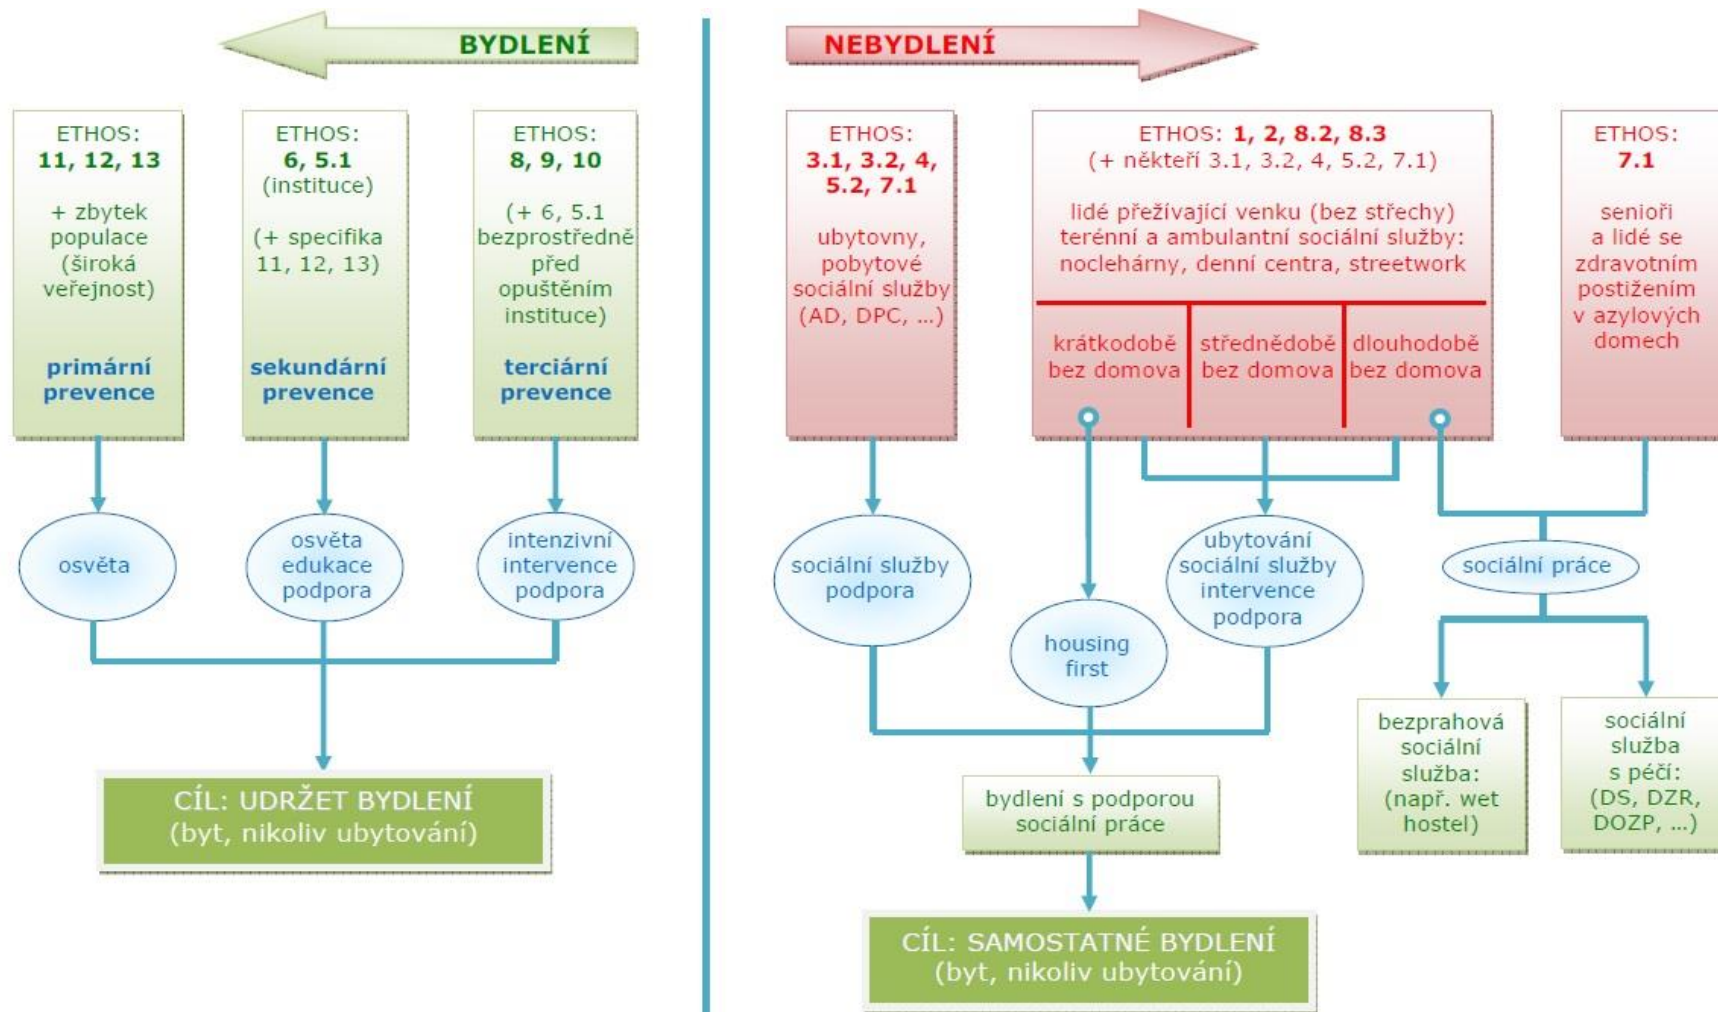 BYDLENÍ
NEBYDLENÍ
ETHOS:
11, 12, 13
+ zbytek
populace
(široká
veřejnost)
primární
prevence
ETHOS:
6, 5.1
(instituce)
(+ specifika
11, 12, 13)
sekundární
prevence
ETHOS:
8, 9, 10
(+ 6, 5.1
bezprostředně
před
opuštěním
instituce)
terciární
prevence
ETHOS:
3.1, 3.2, 4,
5.2, 7.1
ubytovny,
pobytové
sociální služby
(AD, DPC, …)
ETHOS: 1, 2, 8.2, 8.3
(+ někteří 3.1, 3.2, 4, 5.2, 7.1)
lidé přežívající venku (bez střechy)
terénní a ambulantní sociální služby:
noclehárny, denní centra, streetwork
krátkodobě
bez domova
střednědobě
bez domova
dlouhodobě
bez domova
ETHOS:
7.1
senioři
a lidé se
zdravotním
postižením
v azylových
domech
osvěta
osvěta
edukace
podpora
intenzivní
intervence
podpora
sociální služby
podpora
housing
first
ubytování
sociální služby
intervence
podpora
sociální práce
CÍL: UDRŽET BYDLENÍ
(byt, nikoliv ubytování)
bydlení s podporou
sociální práce
bezprahová
sociální
služba:
(např. wet
hostel)
sociální
služba
s péčí:
(DS, DZR,
DOZP, …)
CÍL: SAMOSTATNÉ BYDLENÍ
(byt, nikoliv ubytování)